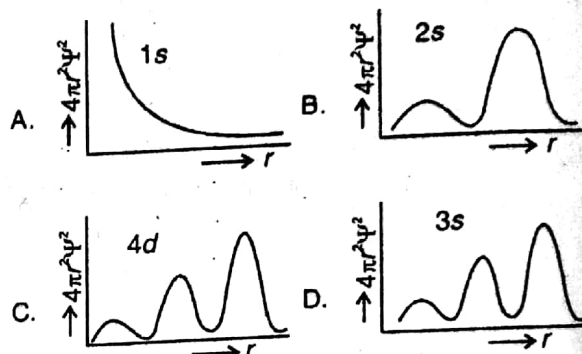 A.
→4πr²Ψ²
1s
→ r
B.
→4πr²Ψ²
2s
→ r
C.
→4πr²Ψ²
4d
→ r
D.
→4πr²Ψ²
3s
→ r